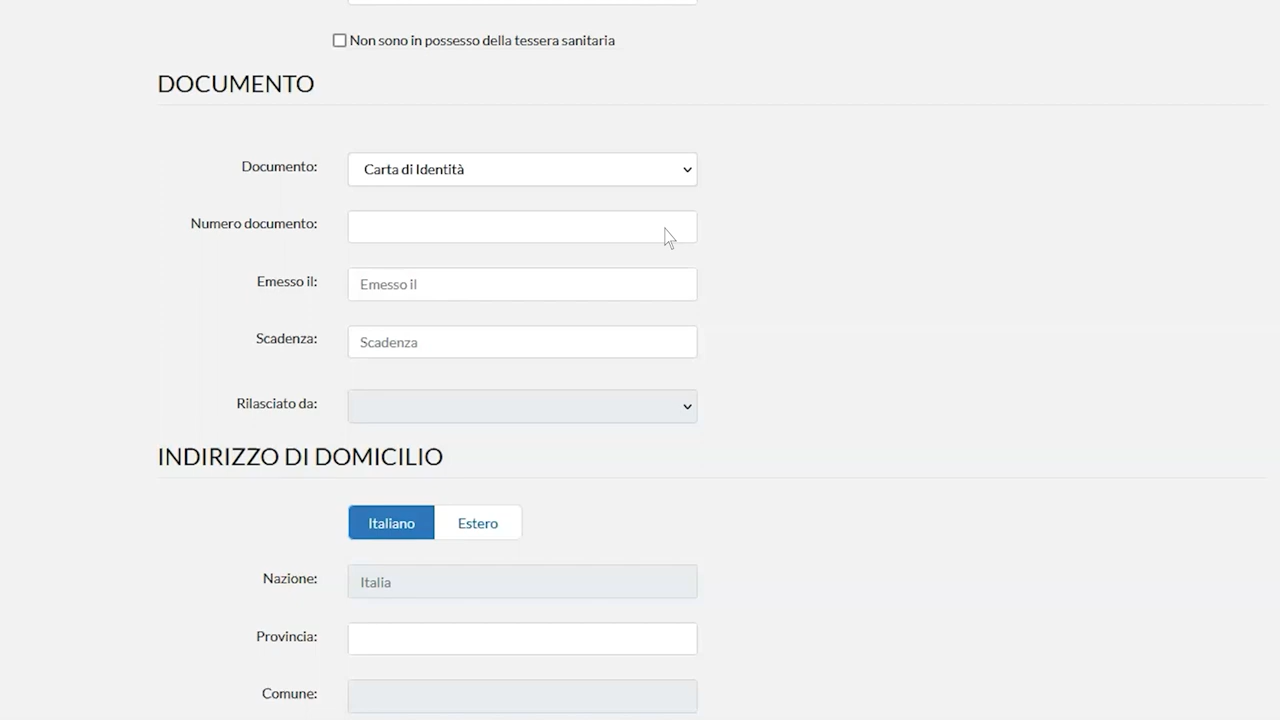 Non sono in possesso della tessera sanitaria
DOCUMENTO
Documento: Carta di Identità
Numero documento:
Emesso il: Emesso il
Scadenza: Scadenza
Rilasciato da:
INDIRIZZO DI DOMICILIO
Italiano Estero
Nazione: Italia
Provincia:
Comune: